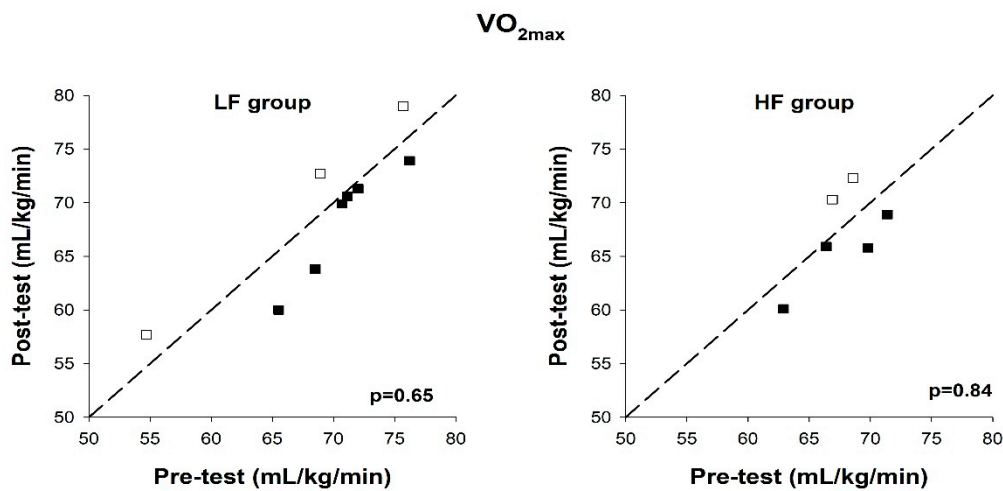 VO2max
LF group
Post-test (mL/kg/min)
80
75
70
65
60
55
50
p=0.65
50 55 60 65 70 75 80
Pre-test (mL/kg/min)
HF group
Post-test (mL/kg/min)
80
75
70
65
60
55
50
p=0.84
50 55 60 65 70 75 80
Pre-test (mL/kg/min)